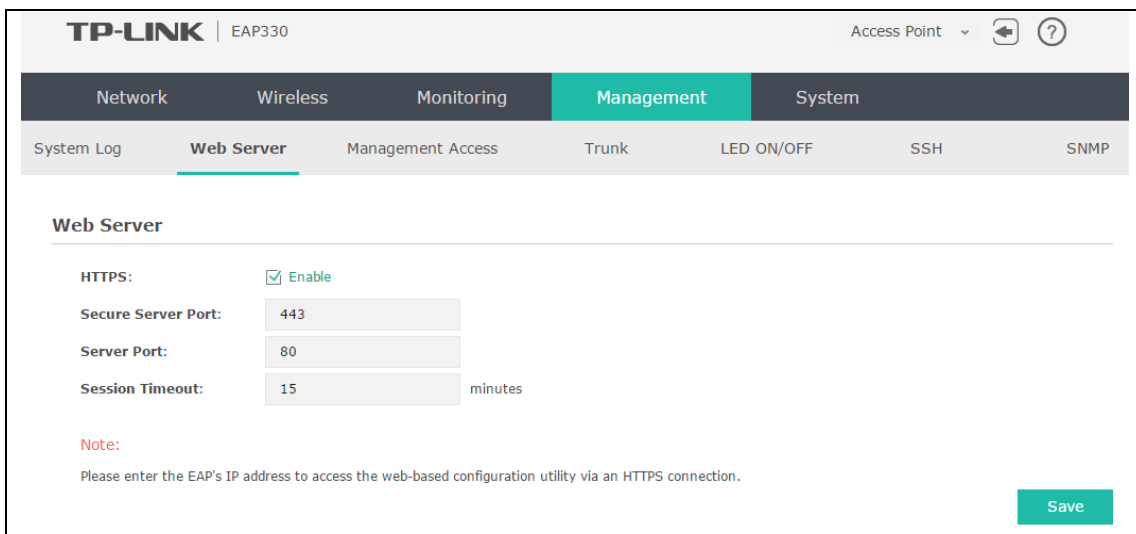 TP-LINK | EAP330 Access Point ?
Network Wireless Monitoring Management System
System Log Web Server Management Access Trunk LED ON/OFF SSH SNMP
Web Server
HTTPS: Enable
Secure Server Port: 443
Server Port: 80
Session Timeout: 15 minutes
Note:
Please enter the EAP's IP address to access the web-based configuration utility via an HTTPS connection.
Save